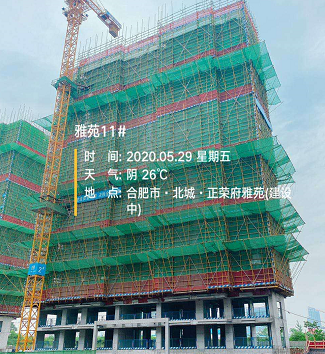 雅苑11#
时 间: 2020.05.29 星期五
天 气: 阴 26℃
地 点: 合肥市·北城·正荣府雅苑(建设
中)